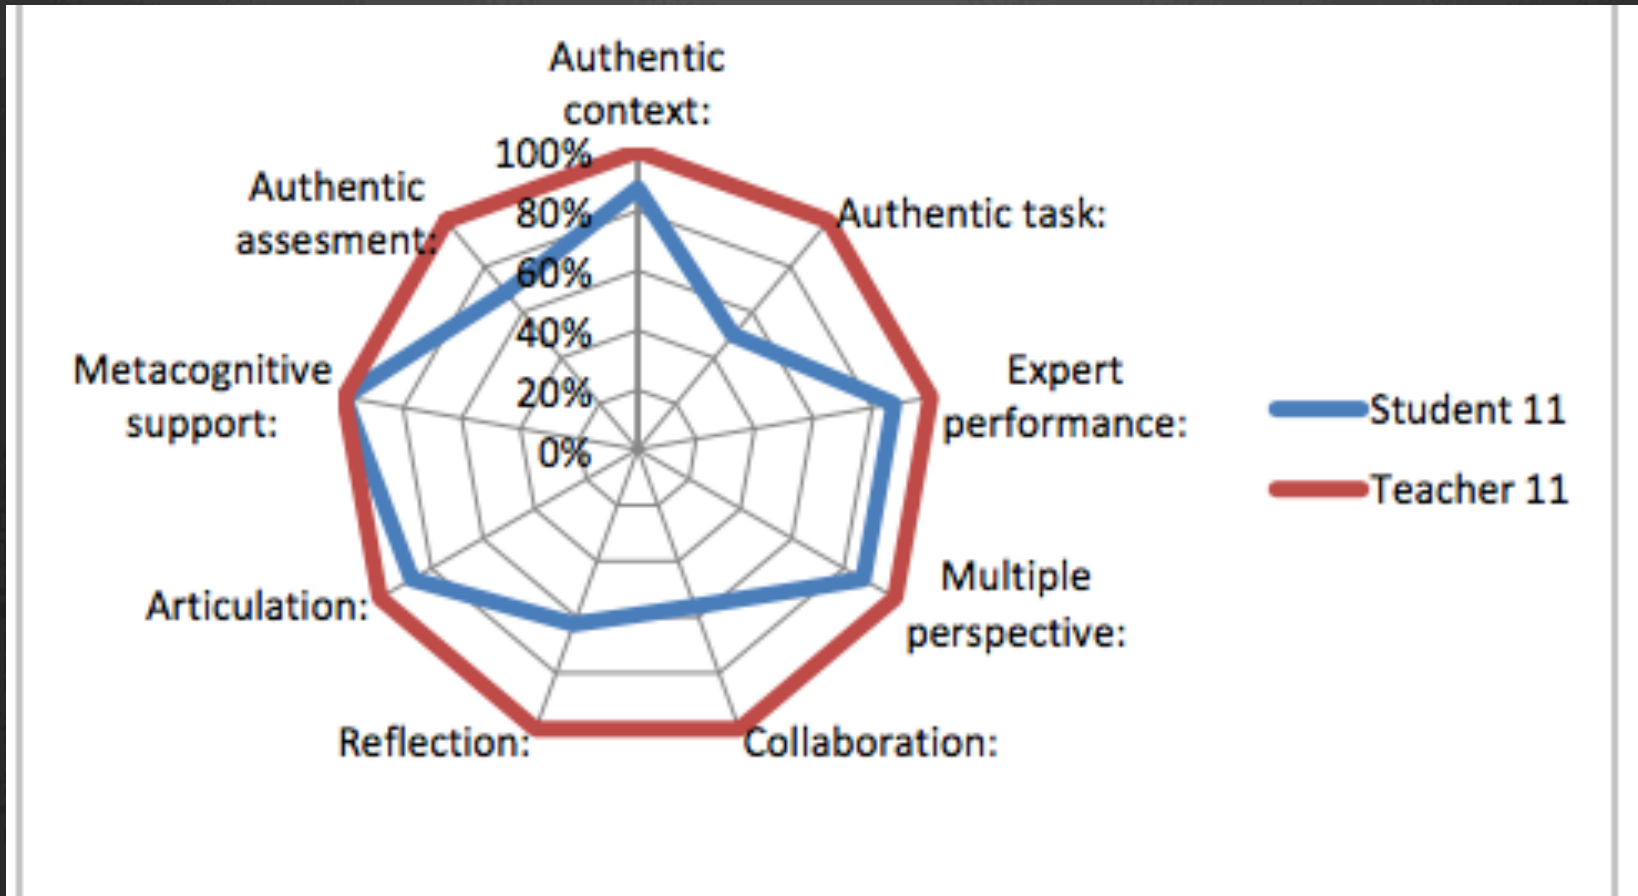 Authentic
context:
100%
80%
60%
40%
20%
0%
Authentic task:
Expert
performance:
Multiple
perspective:
Collaboration:
Reflection:
Articulation:
Metacognitive
support:
Authentic
assesment:
Student 11
Teacher 11